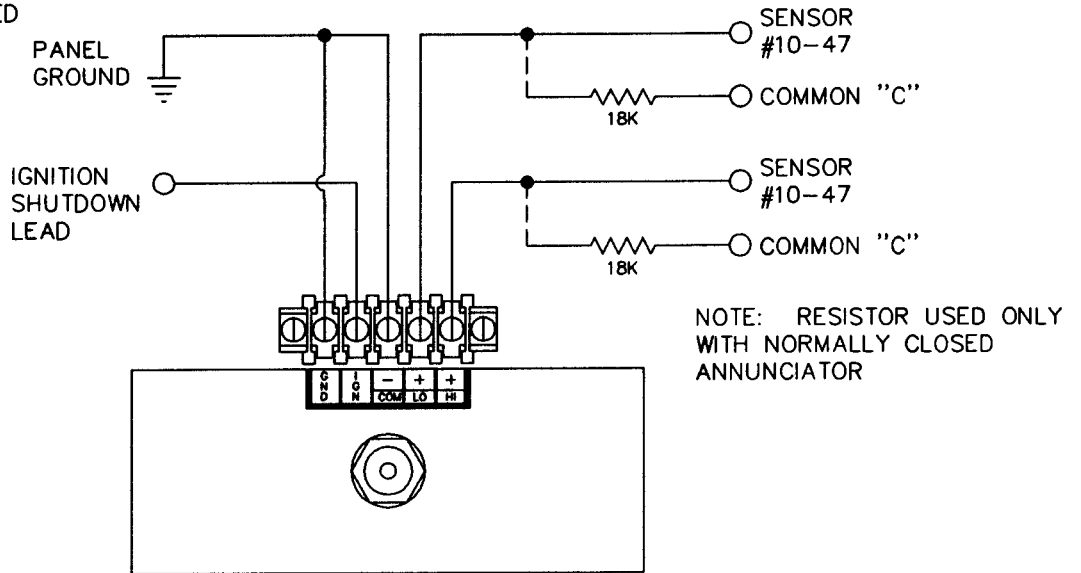 ED
PANEL
GROUND
SENSOR
#10-47
COMMON "C"
18K
IGNITION
SHUTDOWN
LEAD
SENSOR
#10-47
COMMON "C"
18K
NOTE: RESISTOR USED ONLY
WITH NORMALLY CLOSED
ANNUNCIATOR
GND
IGN
− COM
+ LO
+ HI